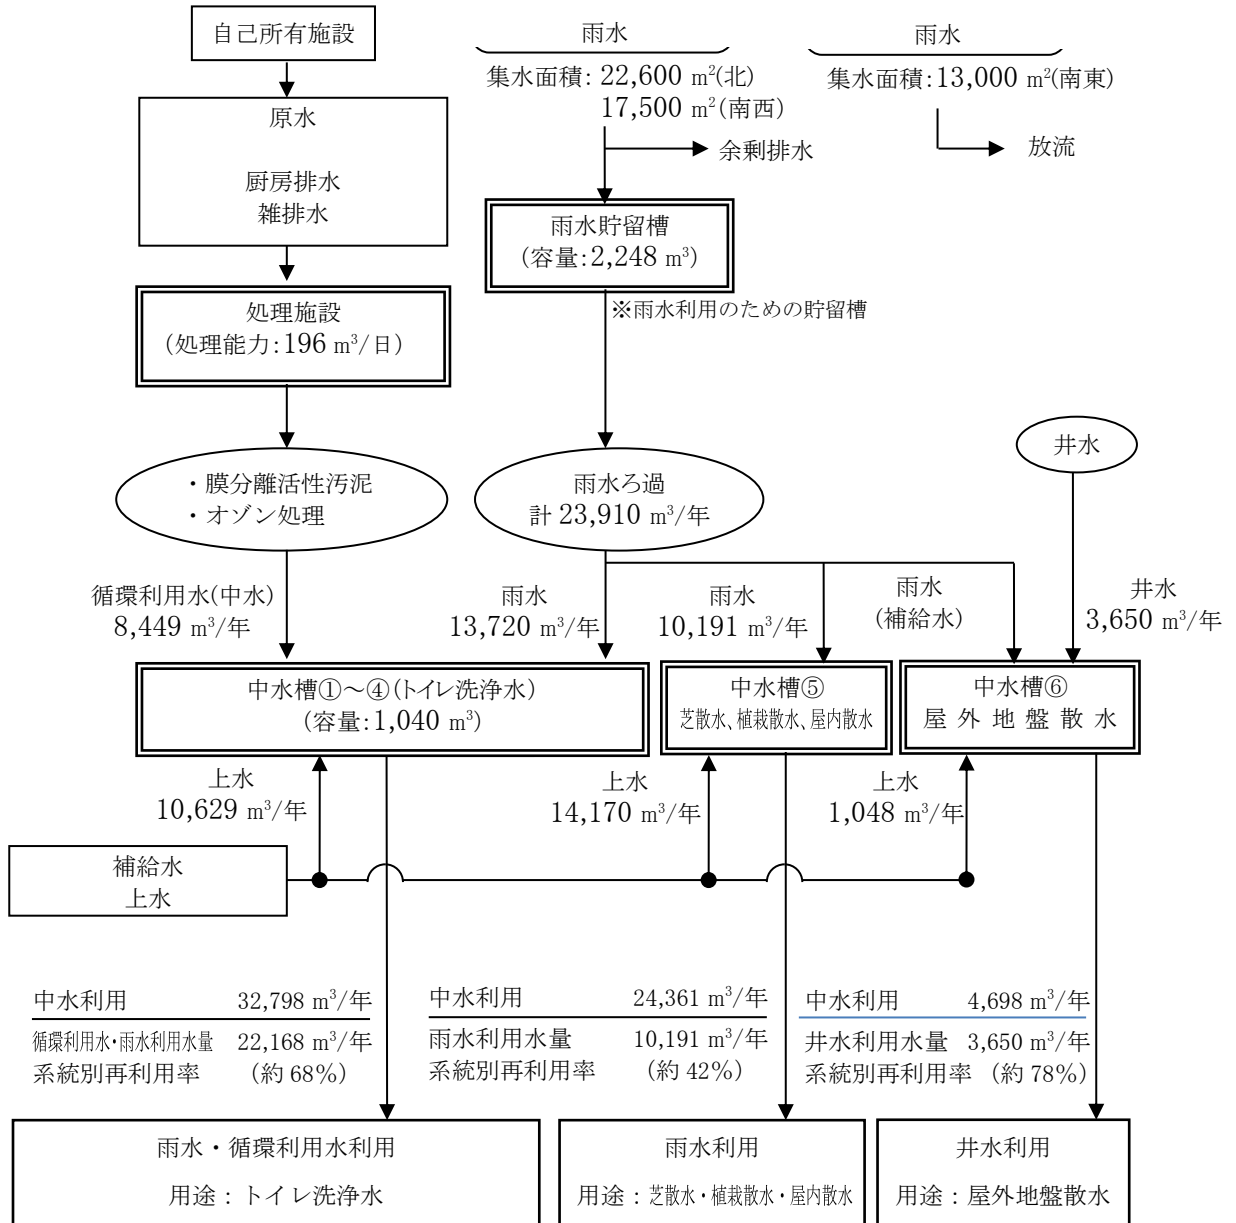 自己所有施設
原水
厨房排水
雑排水
処理施設
(処理能力:196 m³/日)
・膜分離活性汚泥
・オゾン処理
循環利用水(中水)
8,449 m³/年
雨水
集水面積:22,600 m²(北)
17,500 m²(南西)
余剰排水
雨水
集水面積:13,000 m²(南東)
放流
雨水貯留槽
(容量:2,248 m³)
※雨水利用のための貯留槽
雨水ろ過
計 23,910 m³/年
井水
雨水
13,720 m³/年
雨水
10,191 m³/年
雨水
(補給水)
井水
3,650 m³/年
中水槽①～④(トイレ洗浄水)
(容量:1,040 m³)
中水槽⑤
芝散水、植栽散水、屋内散水
中水槽⑥
屋外地盤散水
上水
10,629 m³/年
上水
14,170 m³/年
上水
1,048 m³/年
補給水
上水
中水利用 32,798 m³/年
循環利用水・雨水利用水量 22,168 m³/年
系統別再利用率 (約 68%)
中水利用 24,361 m³/年
雨水利用水量 10,191 m³/年
系統別再利用率 (約 42%)
中水利用 4,698 m³/年
井水利用水量 3,650 m³/年
系統別再利用率 (約 78%)
雨水・循環利用水利用
用途：トイレ洗浄水
雨水利用
用途：芝散水・植栽散水・屋内散水
井水利用
用途：屋外地盤散水